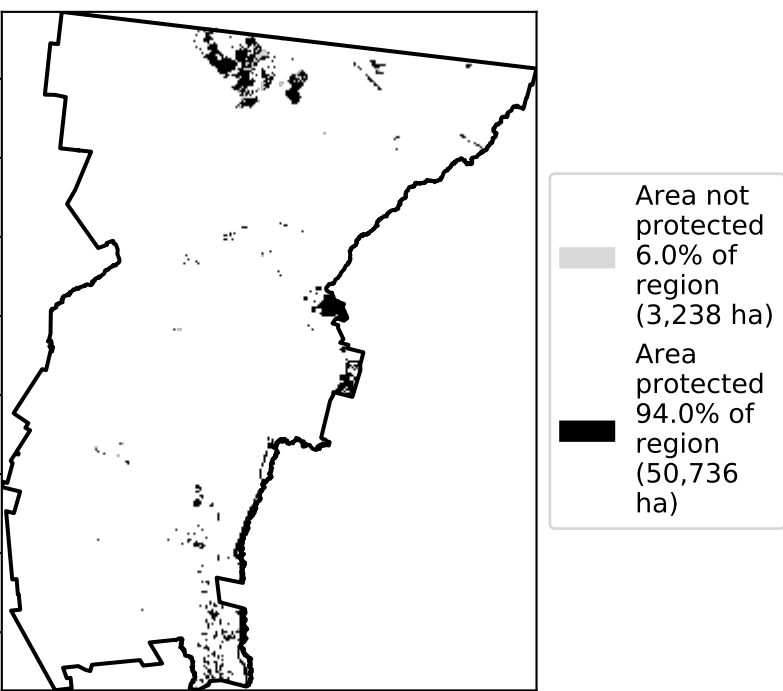 Area not
protected
6.0% of
region
(3,238 ha)
Area
protected
94.0% of
region
(50,736
ha)